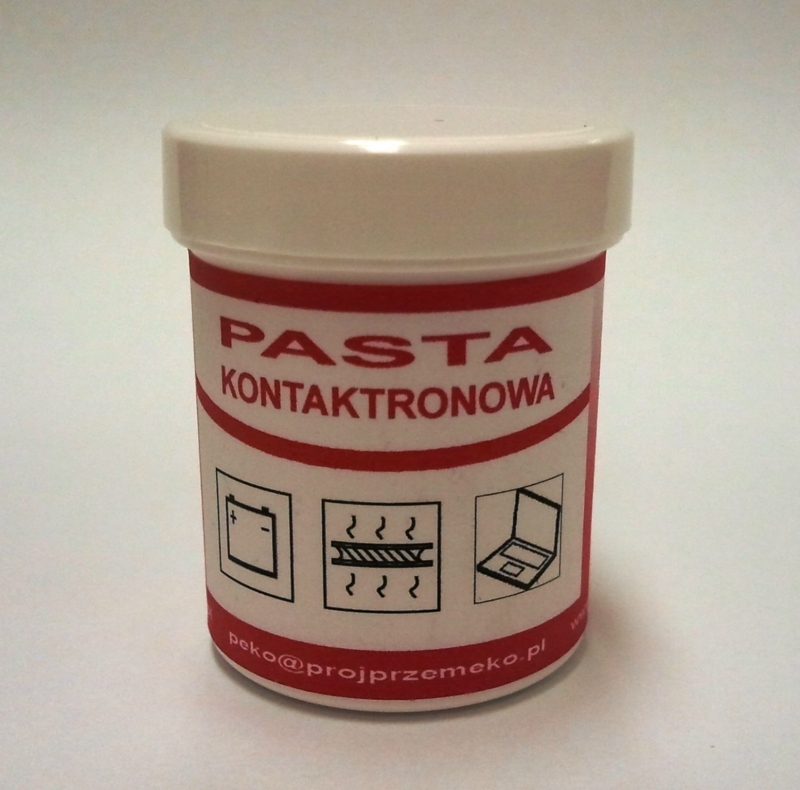 PASTA
KONTAKTRONOWA
+ -
peko@projprzemeko.pl